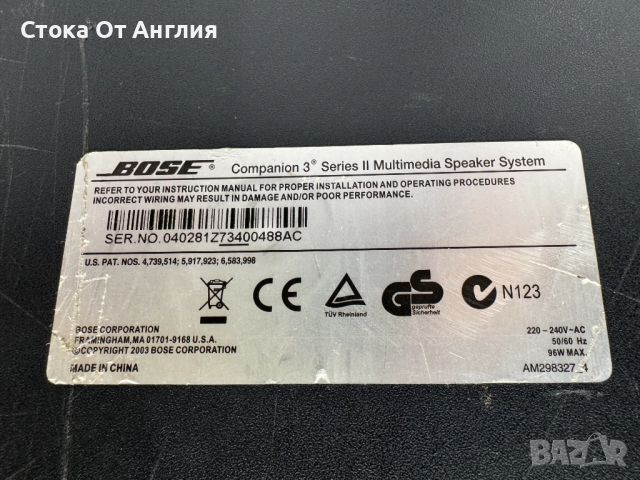 Стока От Англия
BOSE® Companion 3® Series II Multimedia Speaker System
REFER TO YOUR INSTRUCTION MANUAL FOR PROPER INSTALLATION AND OPERATING PROCEDURES
INCORRECT WIRING MAY RESULT IN DAMAGE AND/OR POOR PERFORMANCE.
SER.NO. 040281Z73400488AC
U.S. PAT. NOS. 4,739,514; 5,917,923; 6,583,998
CE
TÜV Rheinland
GS
geprüfte
Sicherheit
N123
BOSE CORPORATION
FRAMINGHAM, MA 01701-9168 U.S.A.
©COPYRIGHT 2003 BOSE CORPORATION
MADE IN CHINA
220 – 240V~AC
50/60 Hz
96W MAX.
AM298327_4
BAZAR